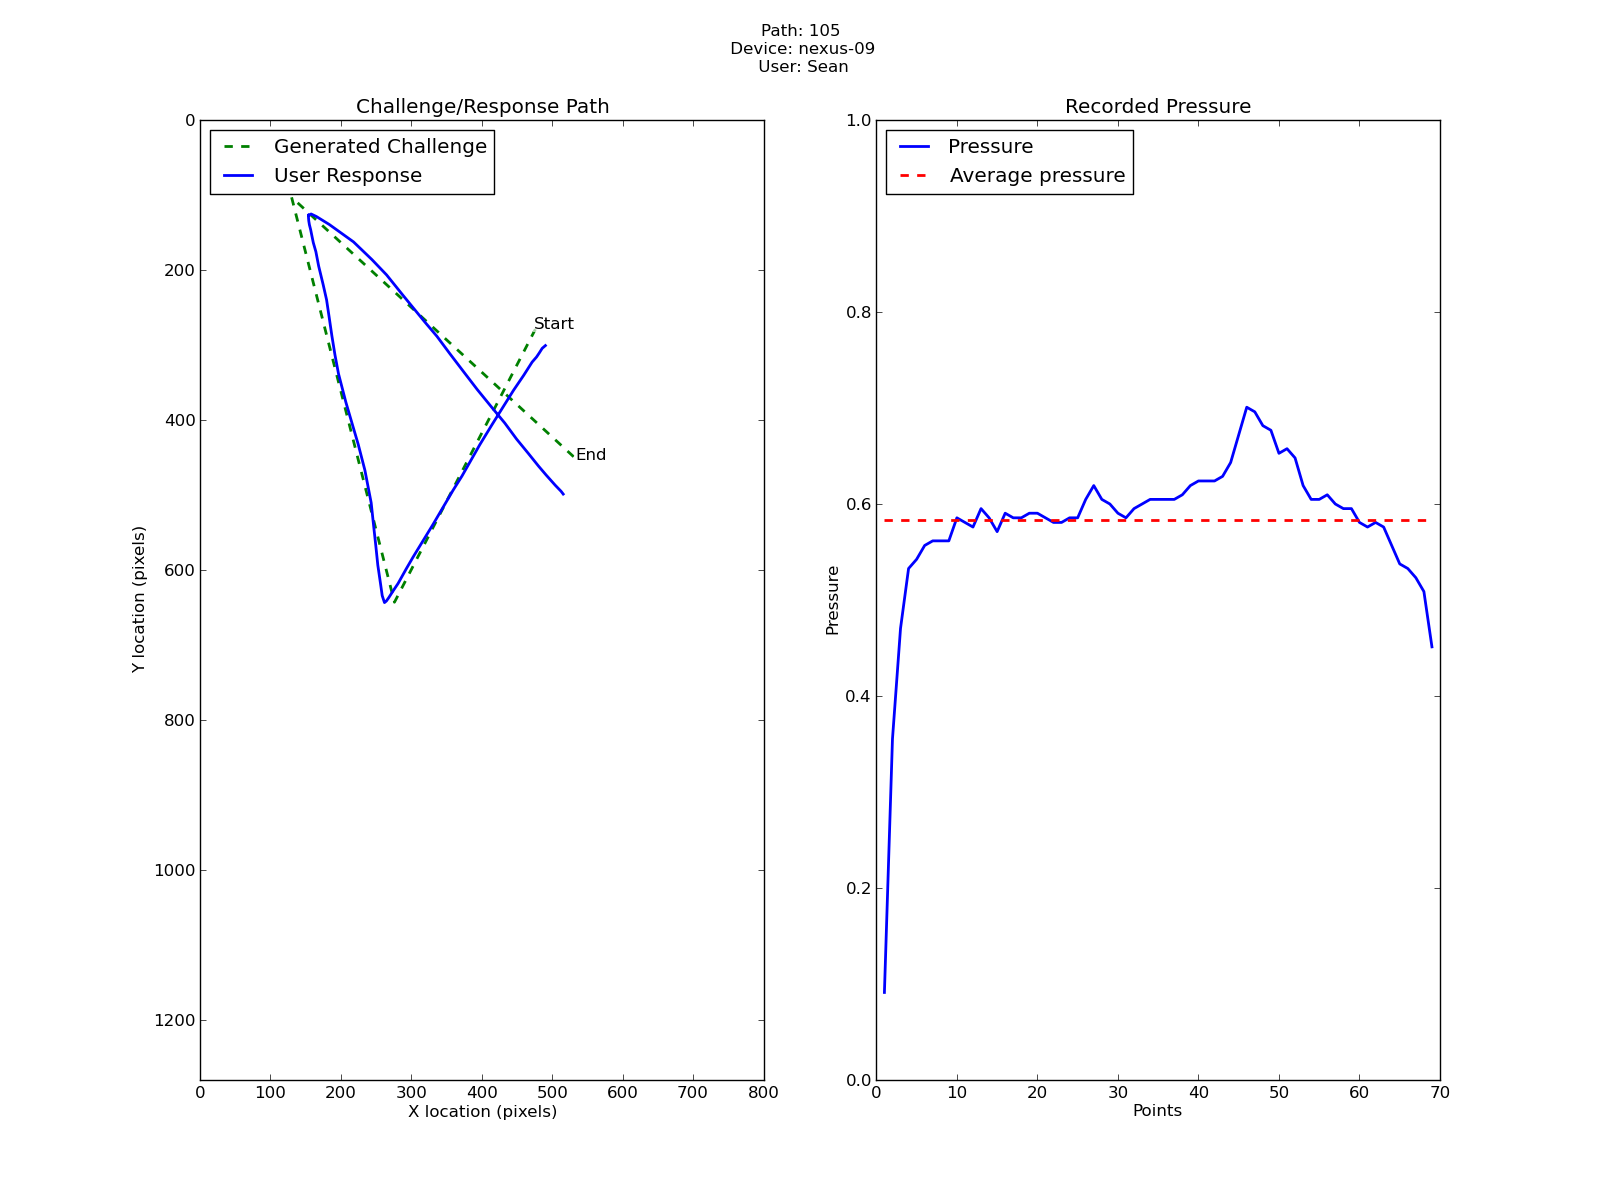 Path: 105
Device: nexus-09
User: Sean
Challenge/Response Path
Generated Challenge
User Response
Start
End
0
200
400
600
800
1000
1200
Y location (pixels)
0 100 200 300 400 500 600 700 800
X location (pixels)
Recorded Pressure
Pressure
Average pressure
1.0
0.8
0.6
0.4
0.2
0.0
Pressure
0 10 20 30 40 50 60 70
Points